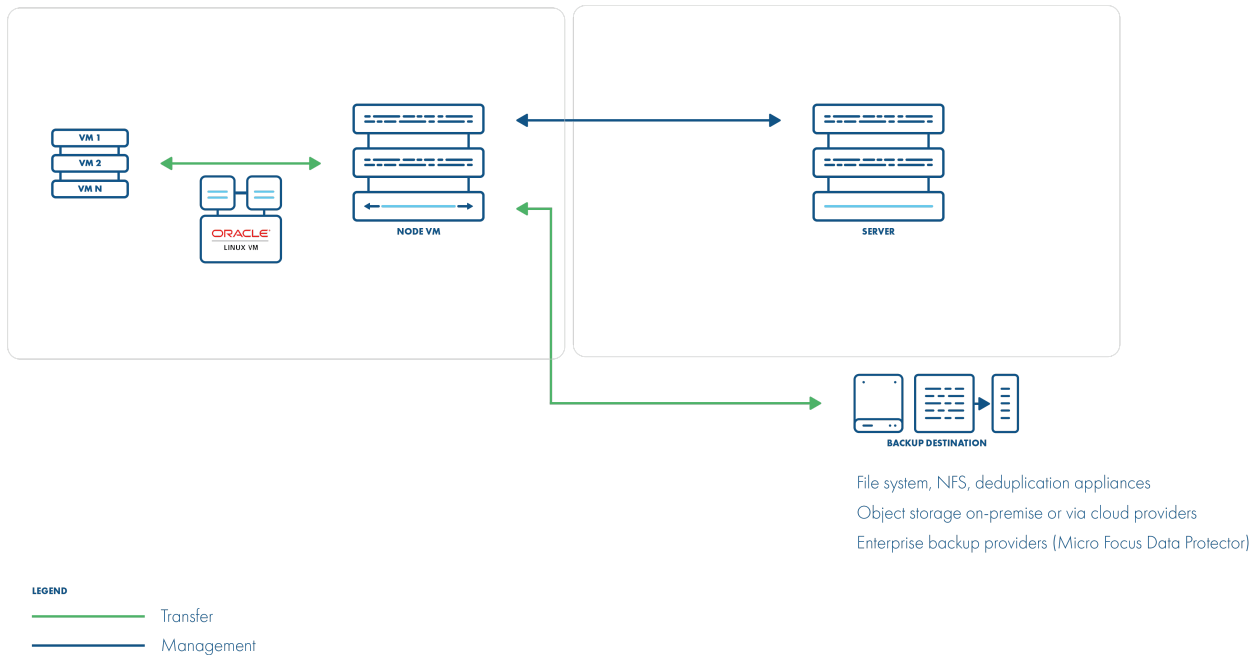 VM 1
VM 2
VM N
ORACLE
LINUX VM
NODE VM
SERVER
BACKUP DESTINATION
File system, NFS, deduplication appliances
Object storage on-premise or via cloud providers
Enterprise backup providers (Micro Focus Data Protector)
LEGEND
Transfer
Management